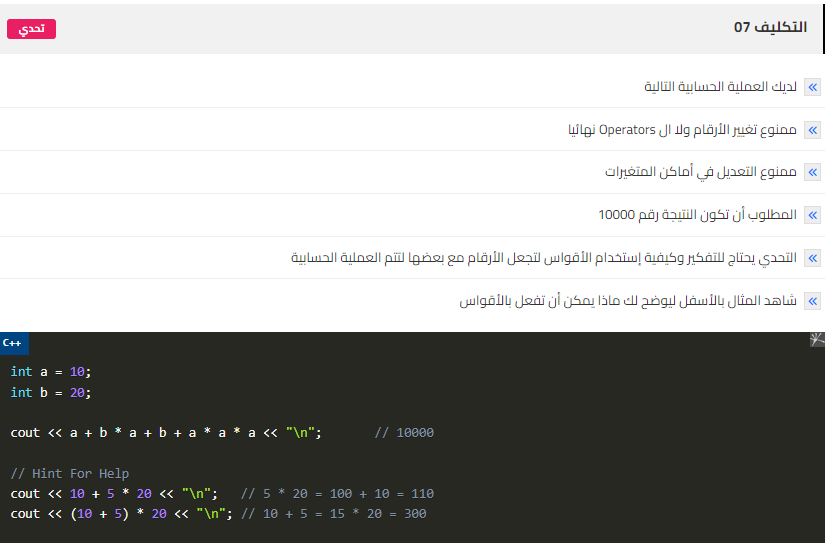 التكليف 07
تحدي
لديك العملية الحسابية التالية
ممنوع تغيير الأرقام ولا ال Operators نهائيا
ممنوع التعديل في أماكن المتغيرات
المطلوب أن تكون النتيجة رقم 10000
التحدي يحتاج للتفكير وكيفية إستخدام الأقواس لتجعل الأرقام مع بعضها لتتم العملية الحسابية
شاهد المثال بالأسفل ليوضح لك ماذا يمكن أن تفعل بالأقواس
C++
int a = 10;
int b = 20;
cout << a + b * a + b + a * a * a << "\n";       // 10000
// Hint For Help
cout << 10 + 5 * 20 << "\n";   // 5 * 20 = 100 + 10 = 110
cout << (10 + 5) * 20 << "\n"; // 10 + 5 = 15 * 20 = 300